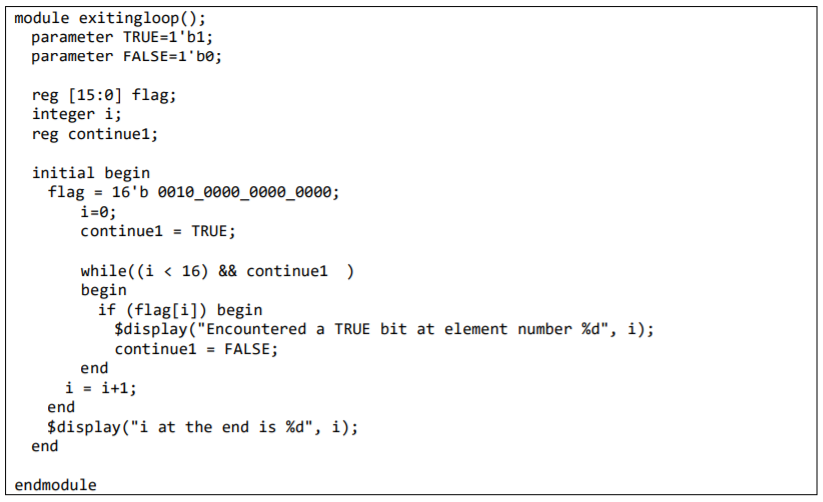 module exitingloop();
  parameter TRUE=1'b1;
  parameter FALSE=1'b0;

  reg [15:0] flag;
  integer i;
  reg continue1;

  initial begin
    flag = 16'b 0010_0000_0000_0000;
        i=0;
        continue1 = TRUE;

        while((i < 16) && continue1  )
        begin
          if (flag[i]) begin
            $display("Encountered a TRUE bit at element number %d", i);
            continue1 = FALSE;
        end
      i = i+1;
    end
    $display("i at the end is %d", i);
  end

endmodule